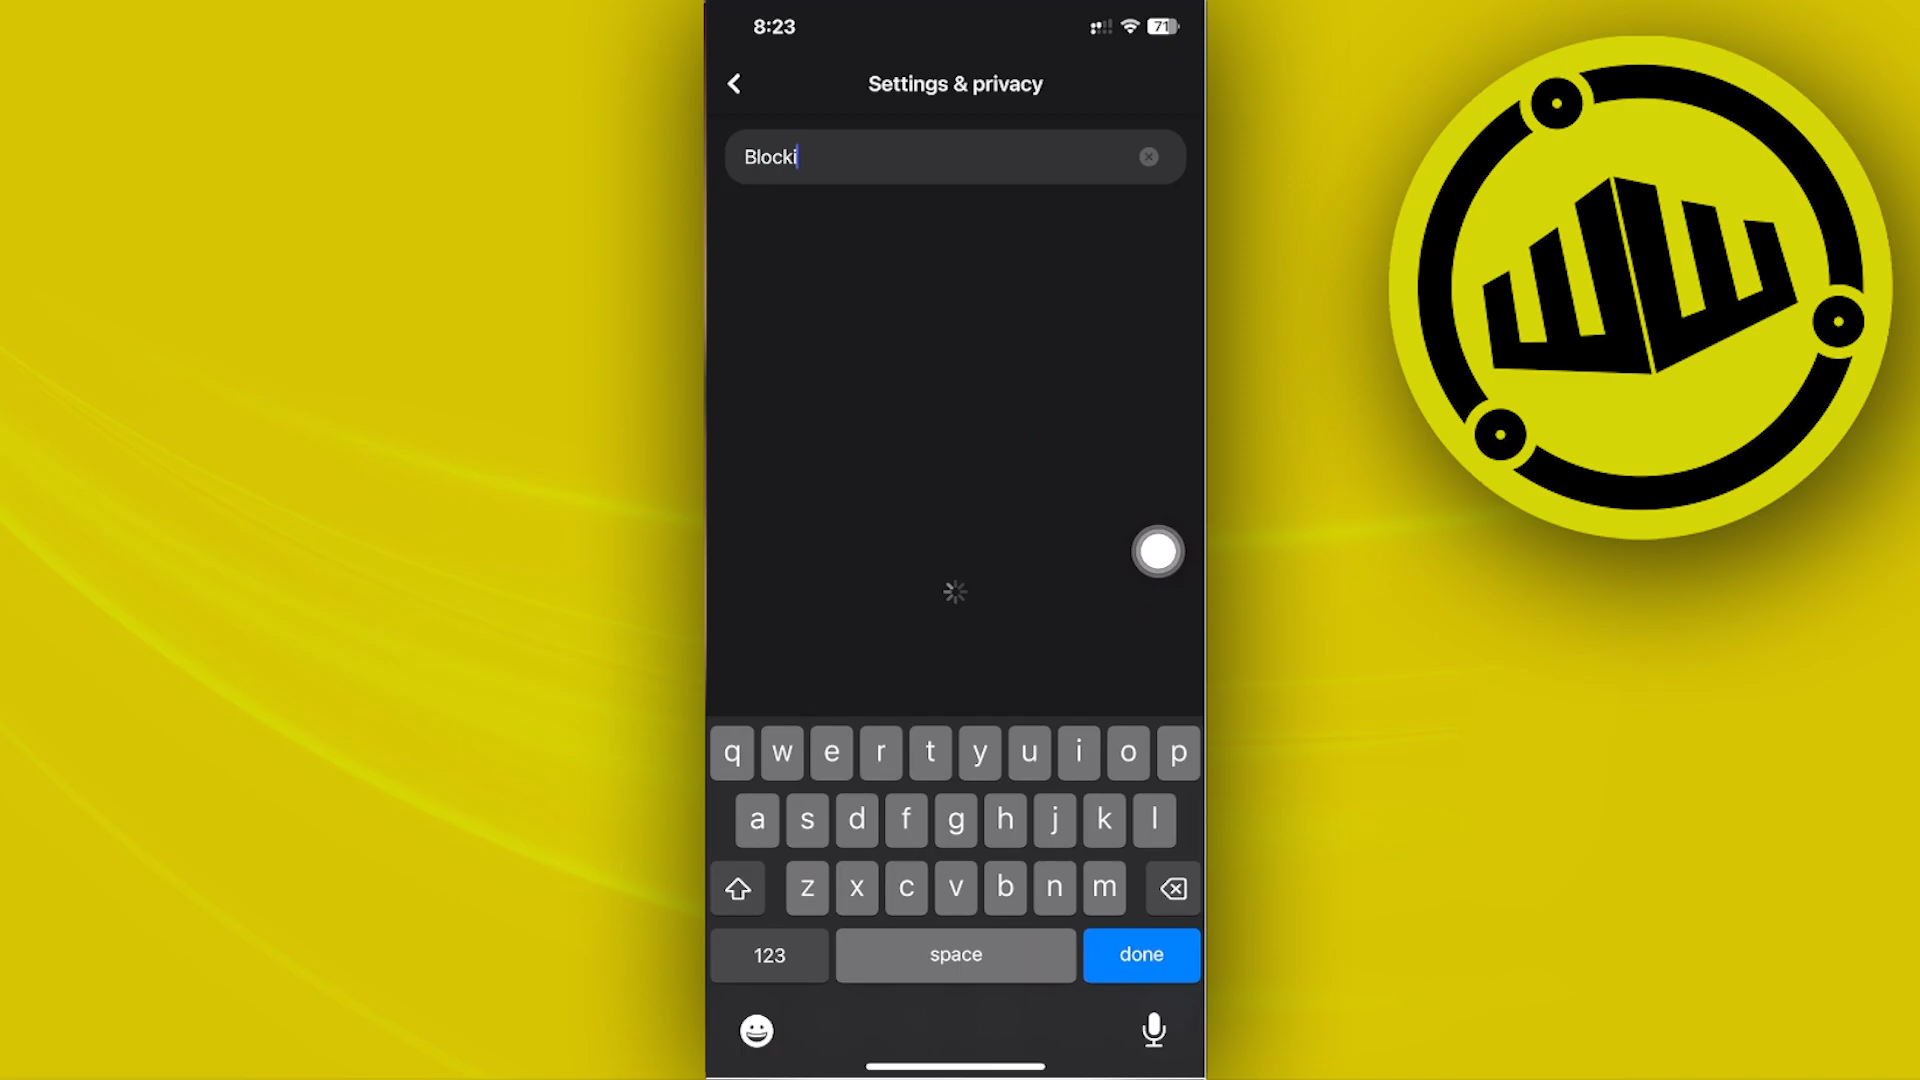 8:23
71
Settings & privacy
Blocki
q w e r t y u i o p
a s d f g h j k l
z x c v b n m
123 space done